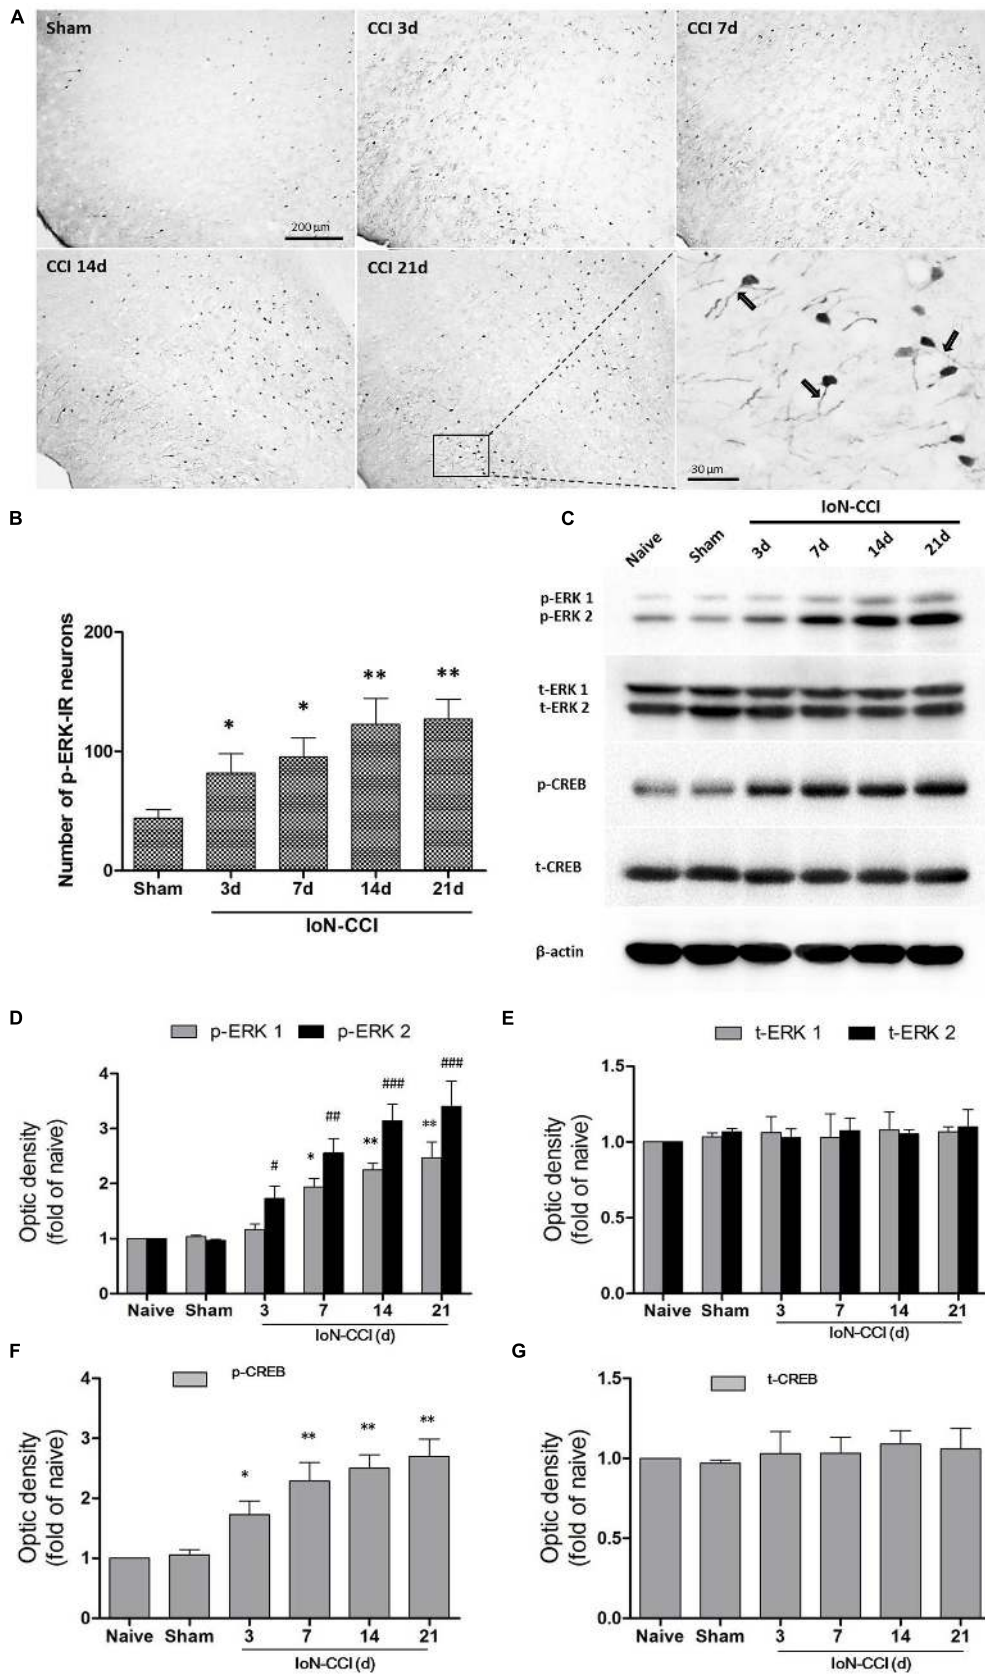 A
Sham
CCI 3d
CCI 7d
200 µm
CCI 14d
CCI 21d
30 µm
B
Number of p-ERK-IR neurons
200
100
0
*
*
**
**
Sham
3d
7d
14d
21d
IoN-CCI
C
IoN-CCI
Naive
Sham
3d
7d
14d
21d
p-ERK 1
p-ERK 2
t-ERK 1
t-ERK 2
p-CREB
t-CREB
β-actin
D
p-ERK 1
p-ERK 2
Optic density
(fold of naive)
4
3
2
1
0
#
*
##
**
###
**
###
Naive
Sham
3
7
14
21
IoN-CCI (d)
E
t-ERK 1
t-ERK 2
Optic density
(fold of naive)
1.5
1.0
0.5
0.0
Naive
Sham
3
7
14
21
IoN-CCI (d)
F
p-CREB
Optic density
(fold of naive)
4
3
2
1
0
*
**
**
**
Naive
Sham
3
7
14
21
IoN-CCI (d)
G
t-CREB
Optic density
(fold of naive)
1.5
1.0
0.5
0.0
Naive
Sham
3
7
14
21
IoN-CCI (d)